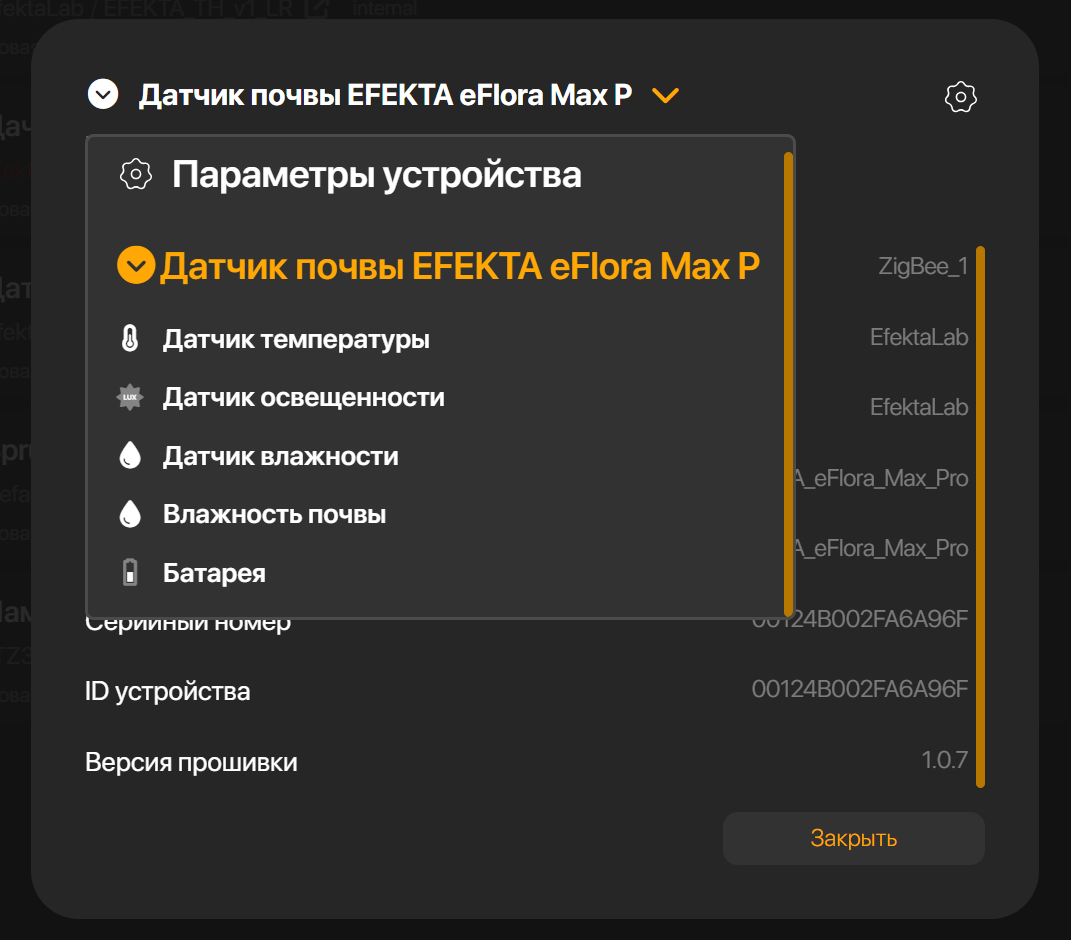 EFEKTA_TH_v1_LR internal
Датчик почвы EFEKTA eFlora Max P
Параметры устройства
Датчик почвы EFEKTA eFlora Max P
ZigBee_1
Датчик температуры
EfektaLab
Датчик освещенности
LUX
EfektaLab
Датчик влажности
A_eFlora_Max_Pro
Влажность почвы
A_eFlora_Max_Pro
Батарея
Серийный номер 00124B002FA6A96F
ID устройства 00124B002FA6A96F
Версия прошивки 1.0.7
Закрыть